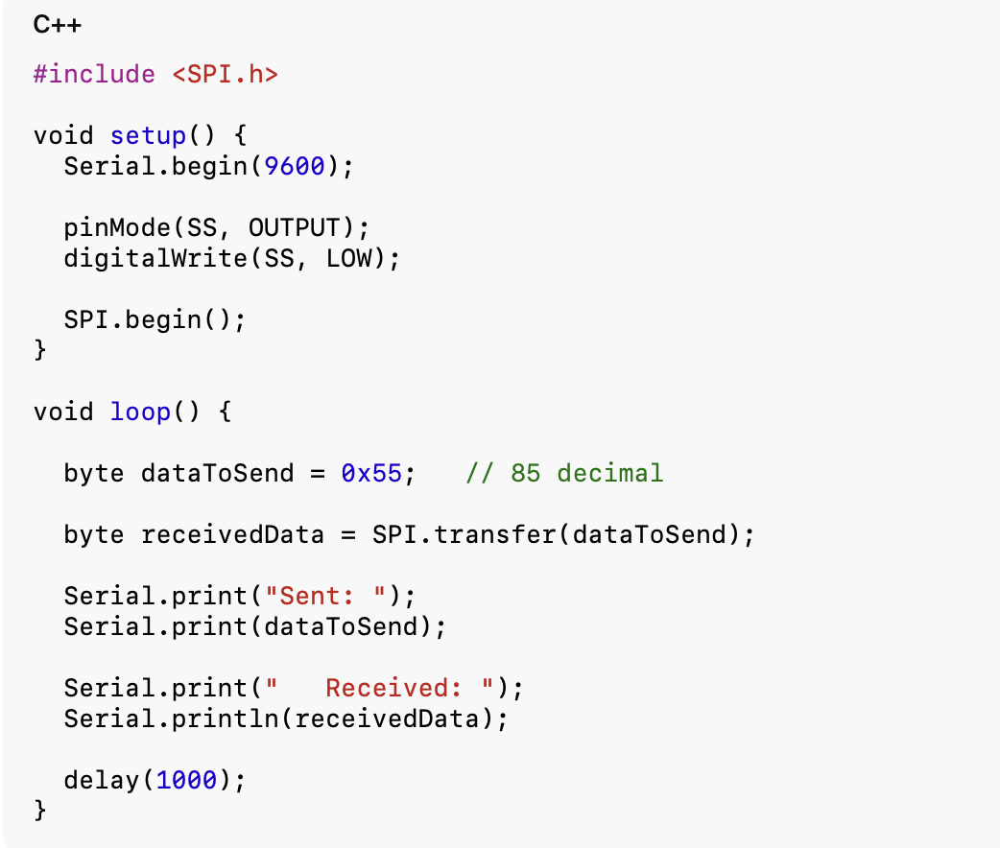 C++
#include <SPI.h>
void setup() {
  Serial.begin(9600);
  pinMode(SS, OUTPUT);
  digitalWrite(SS, LOW);
  SPI.begin();
}
void loop() {
  byte dataToSend = 0x55;   // 85 decimal
  byte receivedData = SPI.transfer(dataToSend);
  Serial.print("Sent: ");
  Serial.print(dataToSend);
  Serial.print("   Received: ");
  Serial.println(receivedData);
  delay(1000);
}